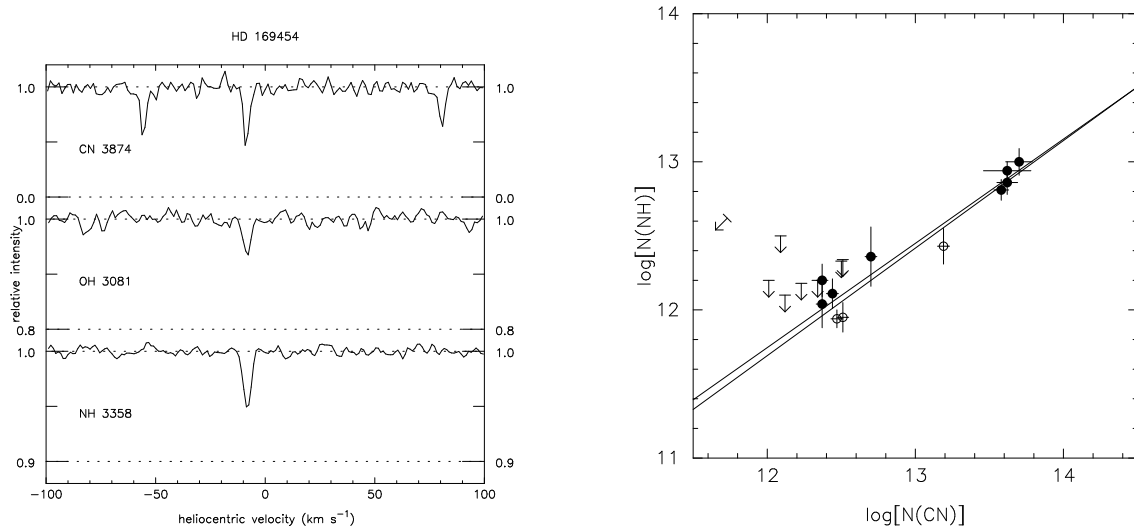 HD 169454
1.0 1.0
CN 3874
0.0
1.0 1.0
OH 3081
0.8 0.8
1.0 1.0
NH 3358
0.9 0.9
-100 -50 0 50 100
heliocentric velocity (km s⁻¹)
relative intensity
14
13
12
11
12 13 14
log[N(CN)]
log[N(NH)]